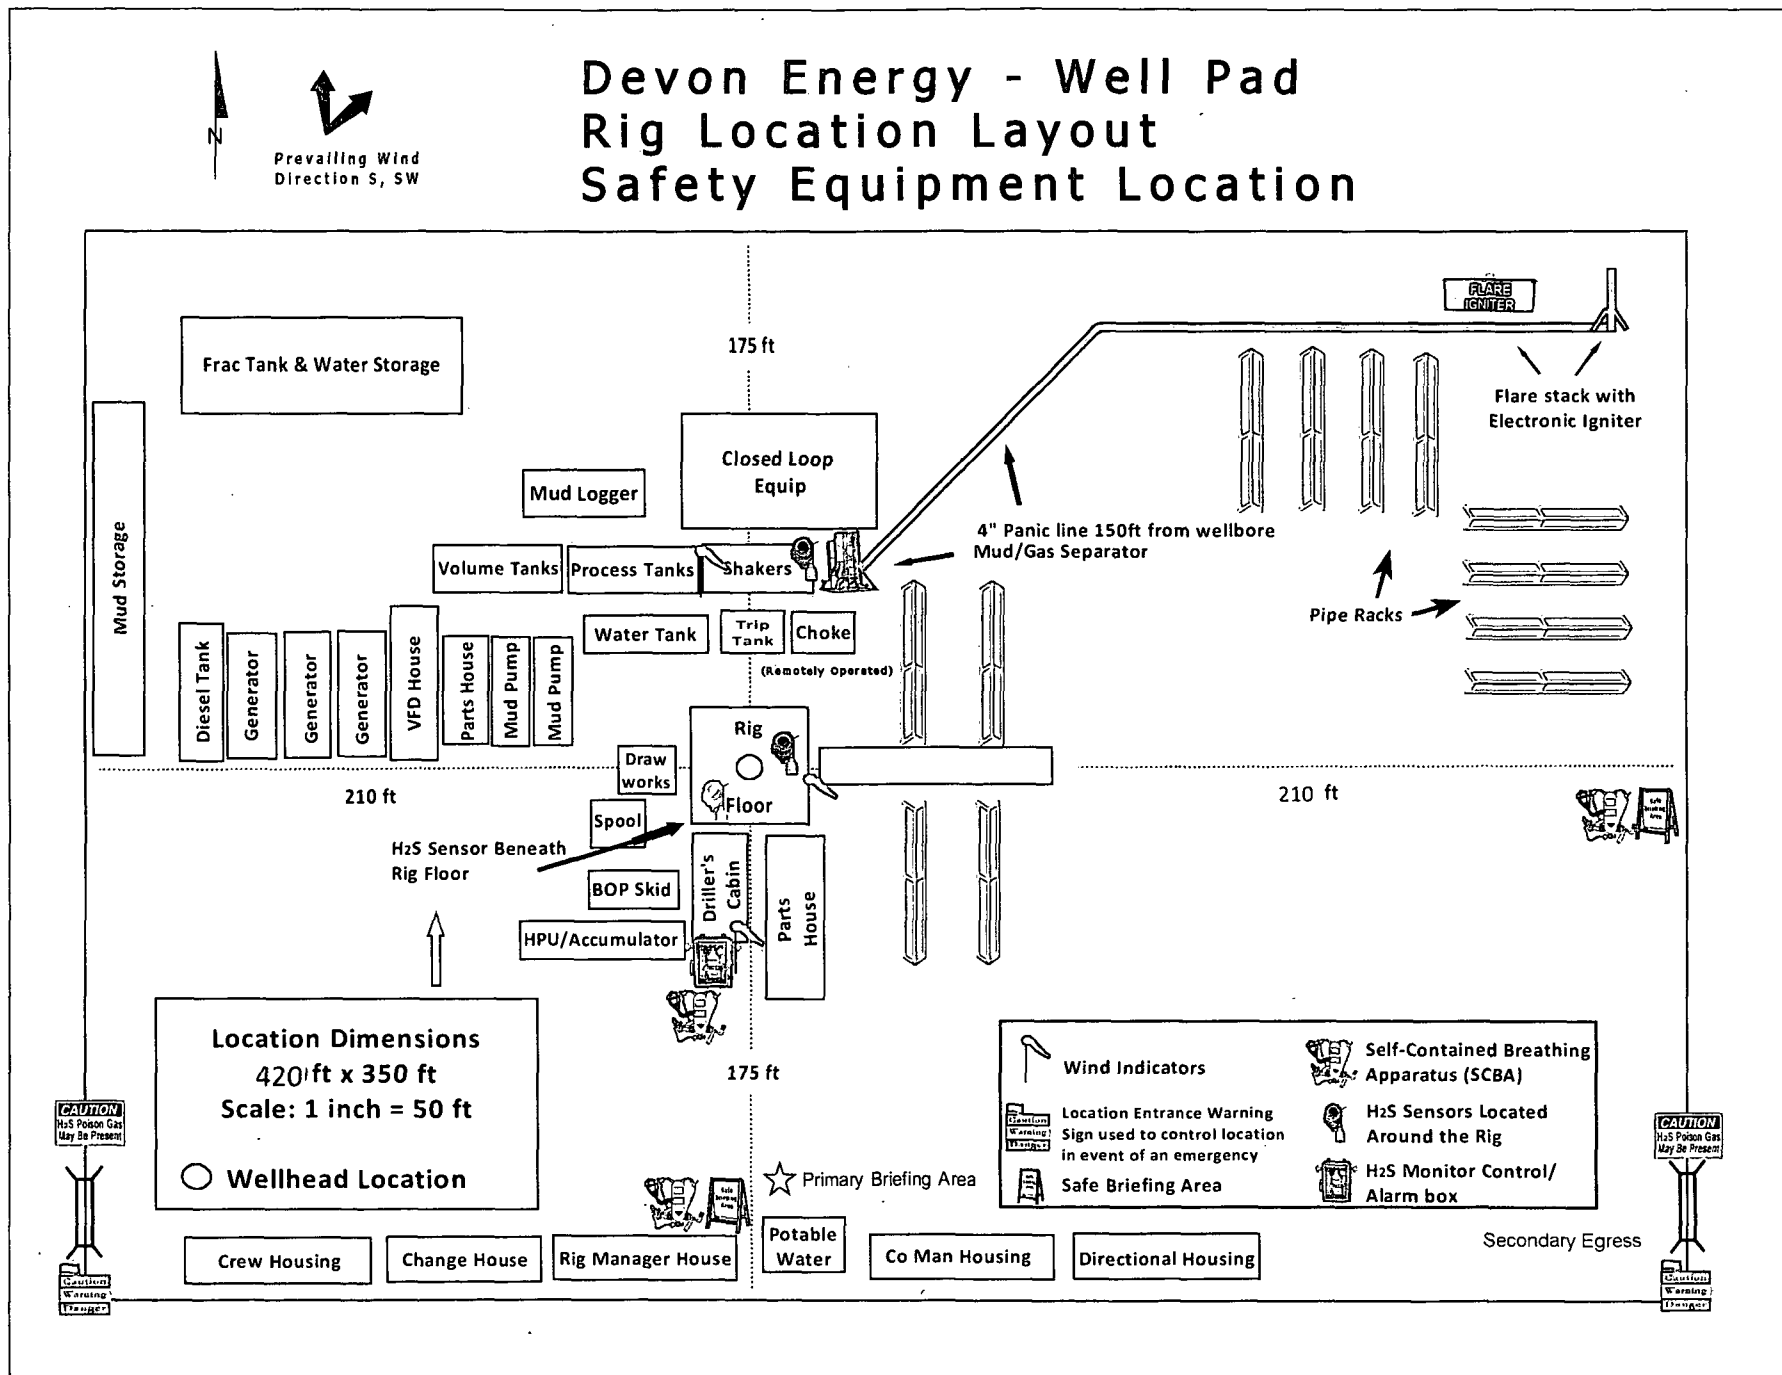 Devon Energy - Well Pad
Rig Location Layout
Safety Equipment Location
N
Prevailing Wind
Direction S, SW
175 ft
FLARE
IGNITER
Frac Tank & Water Storage
Flare stack with
Electronic Igniter
Closed Loop
Equip
Mud Logger
Mud Storage
4" Panic line 150ft from wellbore
Mud/Gas Separator
Volume Tanks
Process Tanks
Shakers
Pipe Racks
Water Tank
Trip
Tank
Choke
(Remotely Operated)
Diesel Tank
Generator
Generator
Generator
VFD House
Parts House
Mud Pump
Mud Pump
Rig
Floor
Draw
works
210 ft
210 ft
Spool
H2S Sensor Beneath
Rig Floor
Driller's
Cabin
Parts
House
BOP Skid
HPU/Accumulator
Safe
Briefing
Area
Location Dimensions
420 ft x 350 ft
Scale: 1 inch = 50 ft
Wellhead Location
175 ft
Wind Indicators
Caution
Warning
Danger
Location Entrance Warning
Sign used to control location
in event of an emergency
Safe Briefing Area
Self-Contained Breathing
Apparatus (SCBA)
H2S Sensors Located
Around the Rig
H2S Monitor Control/
Alarm box
CAUTION
H2S Poison Gas
May Be Present
CAUTION
H2S Poison Gas
May Be Present
Safe
Briefing
Area
Primary Briefing Area
Potable
Water
Crew Housing
Change House
Rig Manager House
Co Man Housing
Directional Housing
Secondary Egress
Caution
Warning
Danger
Caution
Warning
Danger